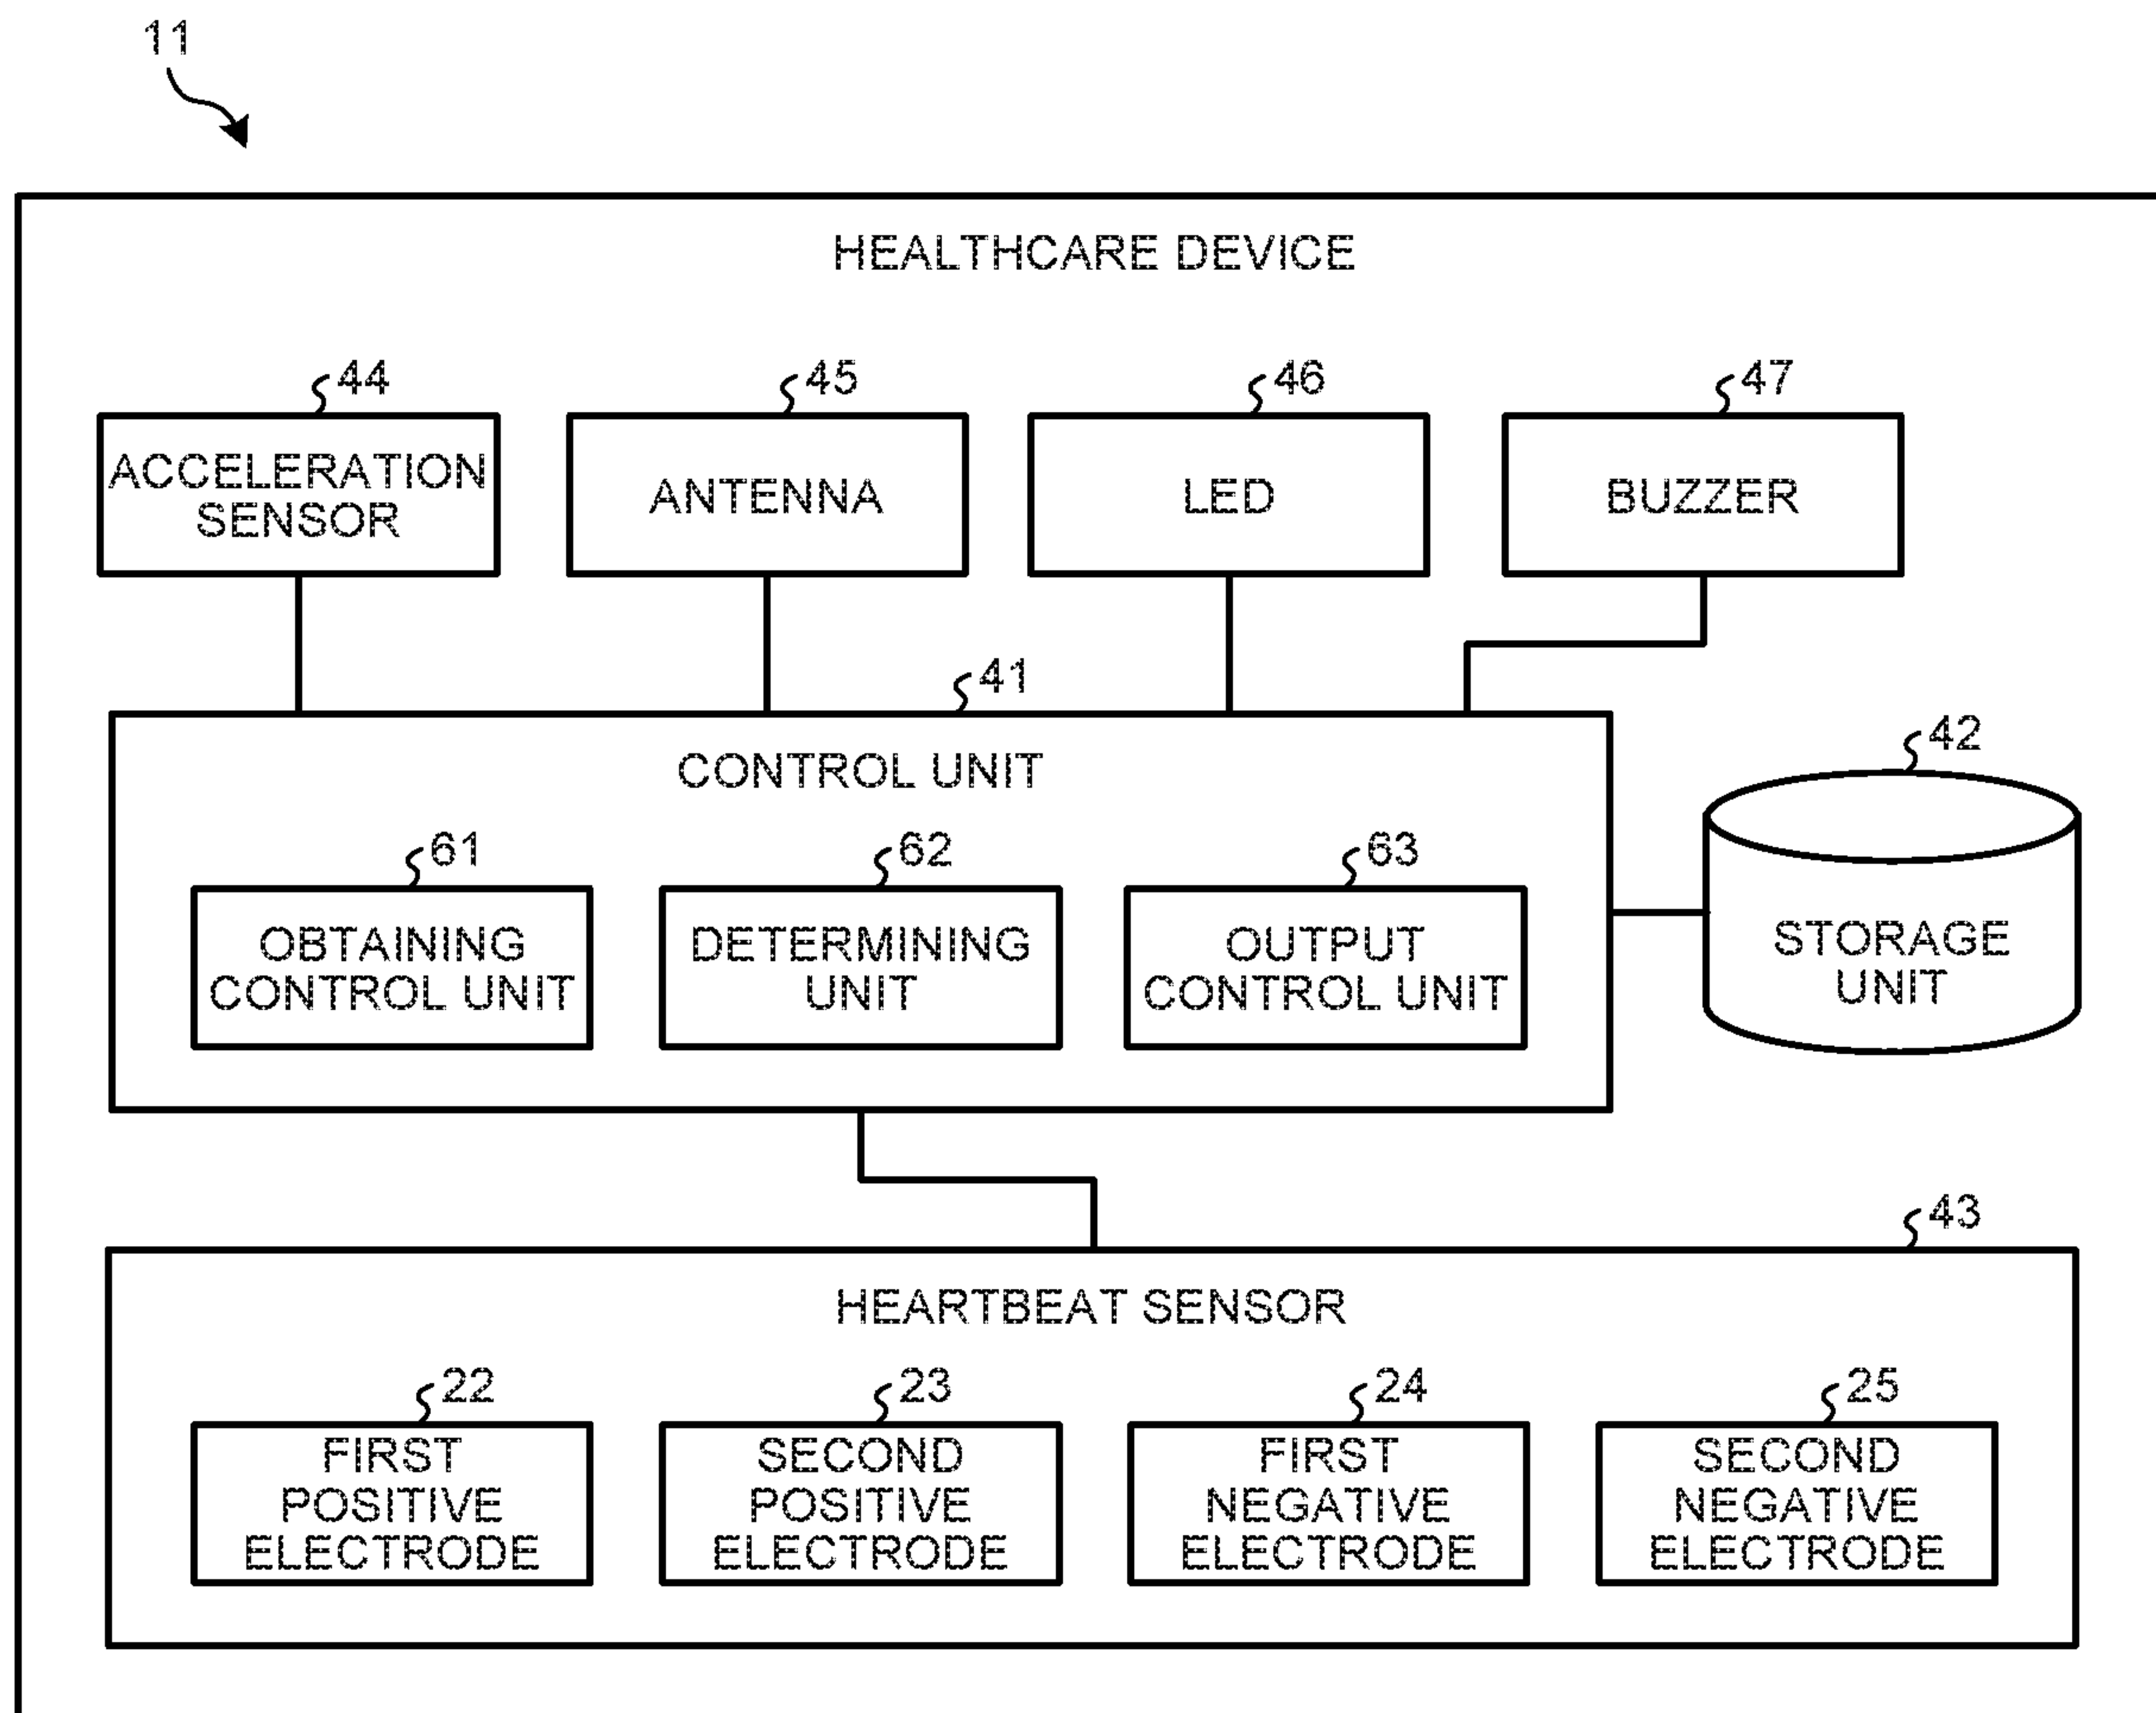 11
HEALTHCARE DEVICE
44
45
46
47
ACCELERATION
SENSOR
ANTENNA
LED
BUZZER
41
CONTROL UNIT
42
61
62
63
OBTAINING
CONTROL UNIT
DETERMINING
UNIT
OUTPUT
CONTROL UNIT
STORAGE
UNIT
43
HEARTBEAT SENSOR
22
23
24
25
FIRST
POSITIVE
ELECTRODE
SECOND
POSITIVE
ELECTRODE
FIRST
NEGATIVE
ELECTRODE
SECOND
NEGATIVE
ELECTRODE